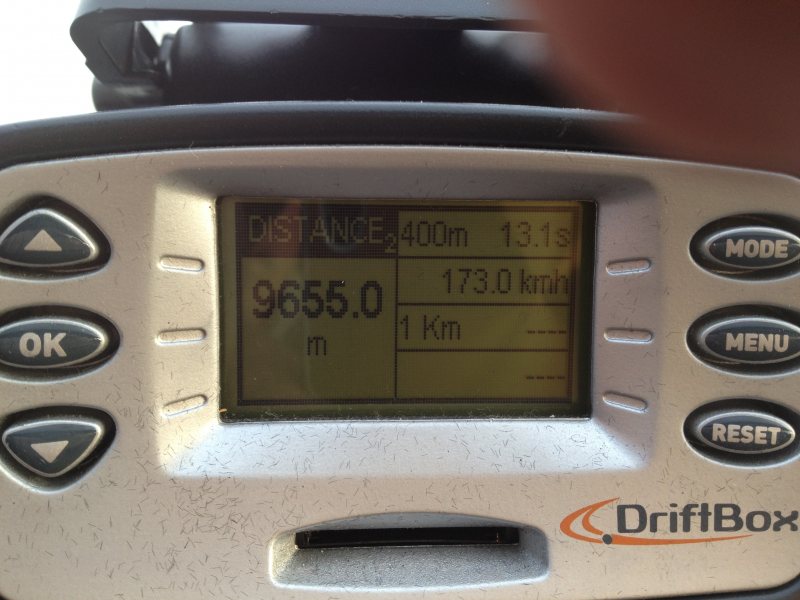 DISTANCE2
9655.0
m
400m 13.1s
173.0 kmh
1 Km ----
----
OK
MODE
MENU
RESET
DriftBox